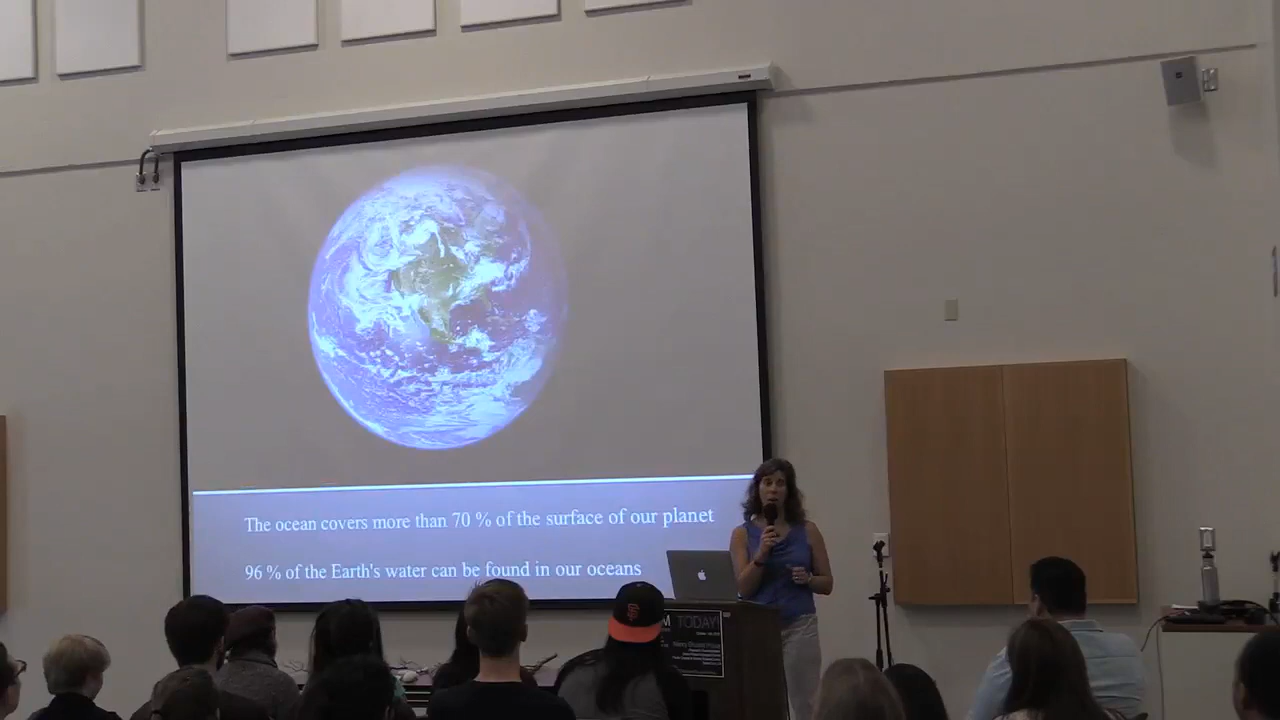 The ocean covers more than 70 % of the surface of our planet
96 % of the Earth's water can be found in our oceans
TODAY!
SF